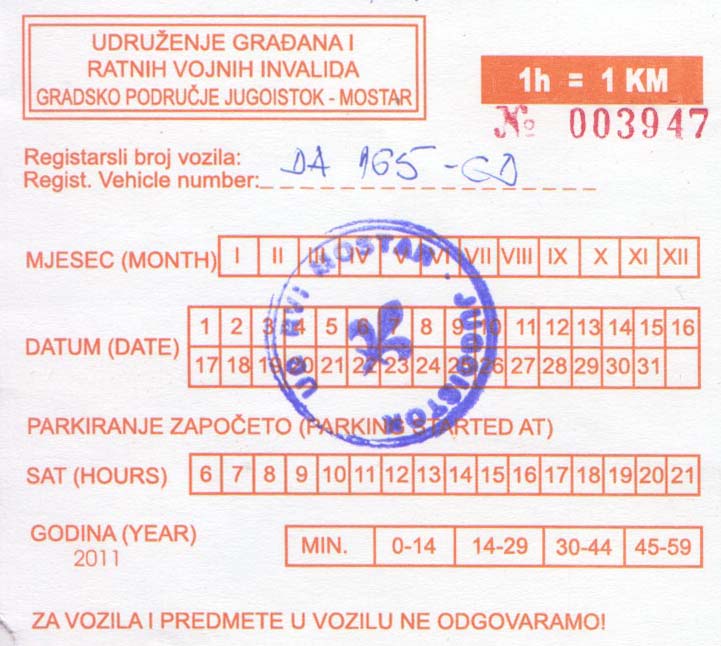 UDRUŽENJE GRAĐANA I
RATNIH VOJNIH INVALIDA
GRADSKO PODRUČJE JUGOISTOK - MOSTAR
1h = 1 KM
№ 003947
Registarsli broj vozila:
Regist. Vehicle number: DA 165-GD
MJESEC (MONTH) I II III IV V VI VII VIII IX X XI XII
DATUM (DATE) 1 2 3 4 5 6 7 8 9 10 11 12 13 14 15 16
17 18 19 20 21 22 23 24 25 26 27 28 29 30 31
UG RVI MOSTAR · JUGOISTOK
PARKIRANJE ZAPOČETO (PARKING STARTED AT)
SAT (HOURS) 6 7 8 9 10 11 12 13 14 15 16 17 18 19 20 21
GODINA (YEAR)
2011
MIN. 0-14 14-29 30-44 45-59
ZA VOZILA I PREDMETE U VOZILU NE ODGOVARAMO!